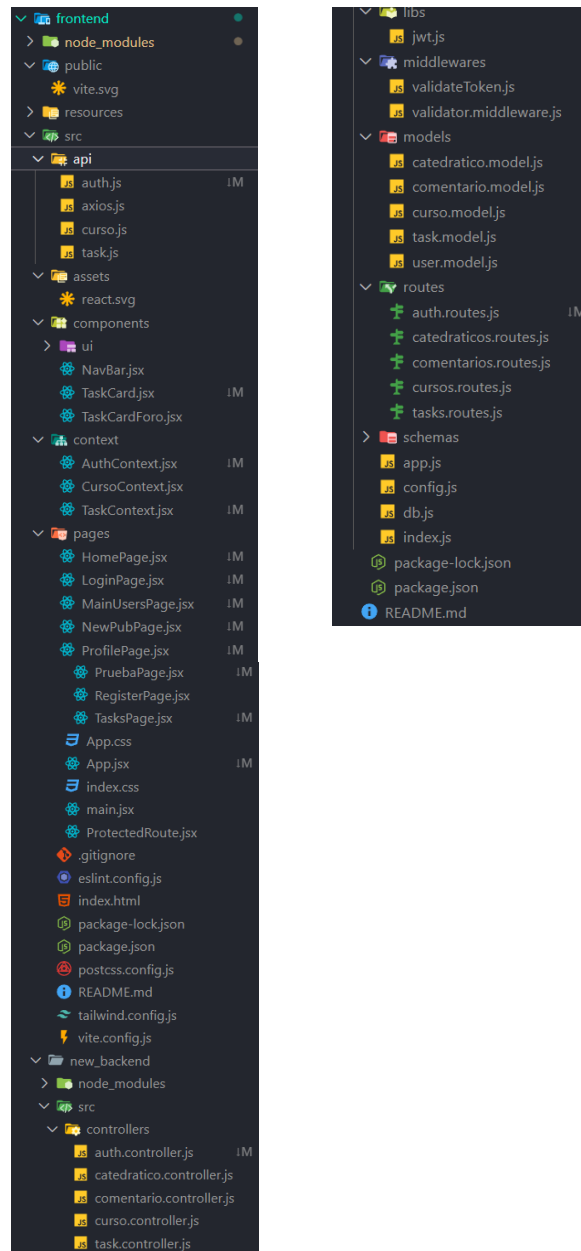 frontend
node_modules
public
vite.svg
resources
src
api
auth.js ↓M
axios.js
curso.js
task.js
assets
react.svg
components
ui
NavBar.jsx
TaskCard.jsx ↓M
TaskCardForo.jsx
context
AuthContext.jsx ↓M
CursoContext.jsx
TaskContext.jsx ↓M
pages
HomePage.jsx ↓M
LoginPage.jsx ↓M
MainUsersPage.jsx ↓M
NewPubPage.jsx ↓M
ProfilePage.jsx ↓M
PruebaPage.jsx ↓M
RegisterPage.jsx
TasksPage.jsx ↓M
App.css
App.jsx ↓M
index.css
main.jsx
ProtectedRoute.jsx
.gitignore
eslint.config.js
index.html
package-lock.json
package.json
postcss.config.js
README.md
tailwind.config.js
vite.config.js
new_backend
node_modules
src
controllers
auth.controller.js ↓M
catedratico.controller.js
comentario.controller.js
curso.controller.js
task.controller.js
libs
jwt.js
middlewares
validateToken.js
validator.middleware.js
models
catedratico.model.js
comentario.model.js
curso.model.js
task.model.js
user.model.js
routes
auth.routes.js ↓M
catedraticos.routes.js
comentarios.routes.js
cursos.routes.js
tasks.routes.js
schemas
app.js
config.js
db.js
index.js
package-lock.json
package.json
README.md